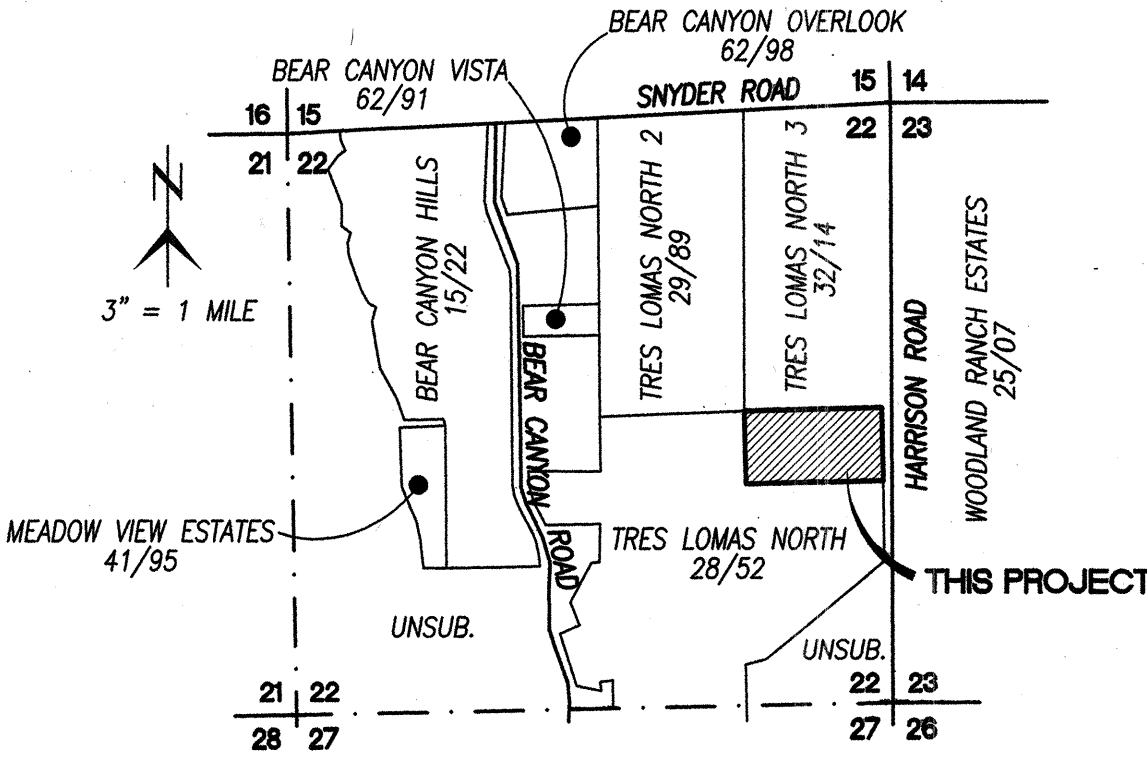 BEAR CANYON OVERLOOK
62/98
BEAR CANYON VISTA
62/91
SNYDER ROAD
16 15
21 22
15 14
22 23
N
3" = 1 MILE
BEAR CANYON HILLS
15/22
TRES LOMAS NORTH 2
29/89
TRES LOMAS NORTH 3
32/14
HARRISON ROAD
WOODLAND RANCH ESTATES
25/07
BEAR CANYON
ROAD
MEADOW VIEW ESTATES
41/95
TRES LOMAS NORTH
28/52
THIS PROJECT
UNSUB.
UNSUB.
21 22
28 27
22 23
27 26